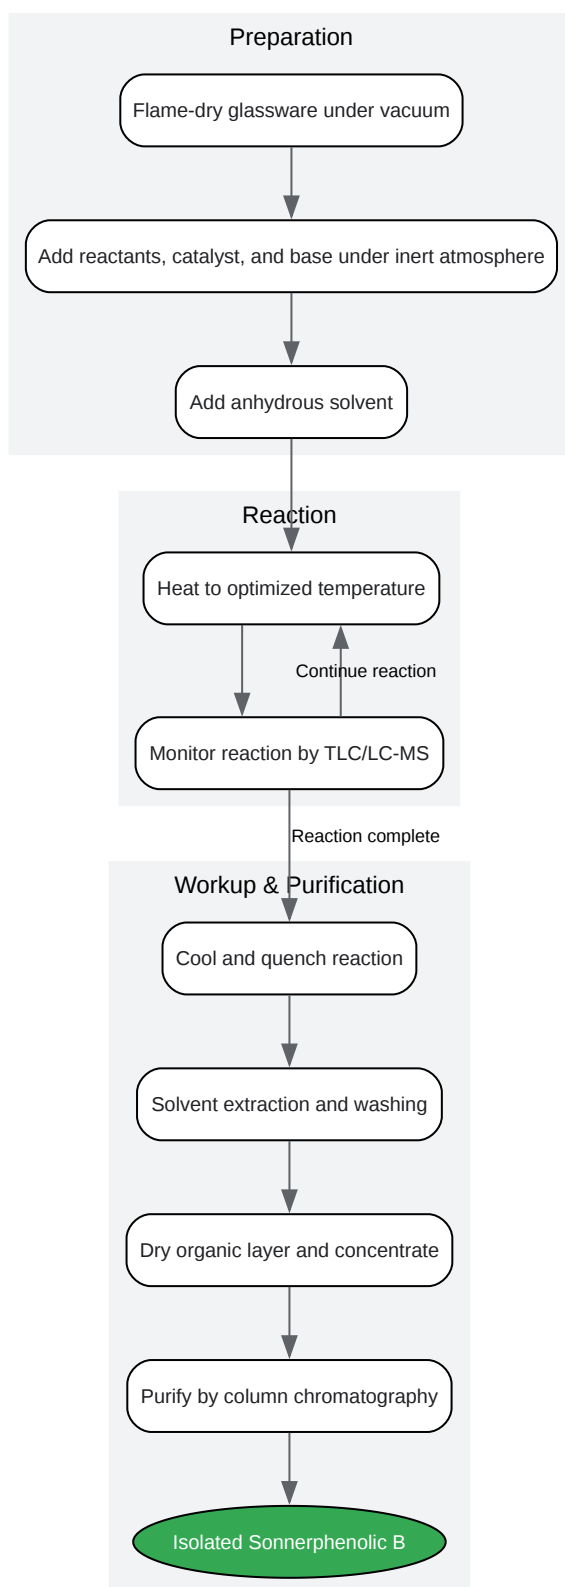 Preparation
Flame-dry glassware under vacuum
Add reactants, catalyst, and base under inert atmosphere
Add anhydrous solvent
Reaction
Heat to optimized temperature
Continue reaction
Monitor reaction by TLC/LC-MS
Reaction complete
Workup & Purification
Cool and quench reaction
Solvent extraction and washing
Dry organic layer and concentrate
Purify by column chromatography
Isolated Sonnerphenolic B